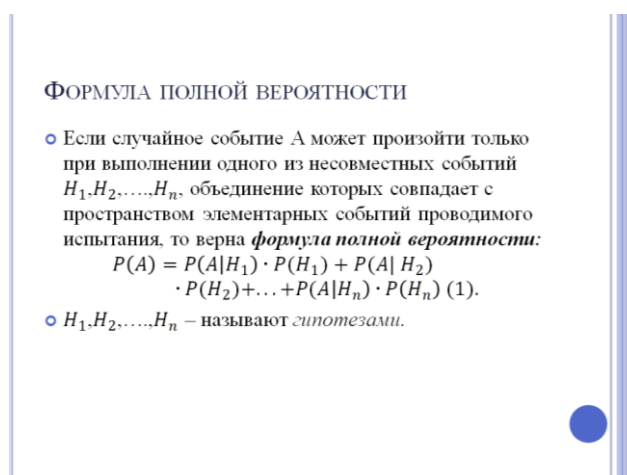 ФОРМУЛА ПОЛНОЙ ВЕРОЯТНОСТИ
Если случайное событие А может произойти только
при выполнении одного из несовместных событий
H₁,H₂,….,Hₙ, объединение которых совпадает с
пространством элементарных событий проводимого
испытания, то верна формула полной вероятности:
P(A) = P(A|H₁) · P(H₁) + P(A| H₂)
· P(H₂)+…+P(A|Hₙ) · P(Hₙ) (1).
H₁,H₂,….,Hₙ – называют гипотезами.